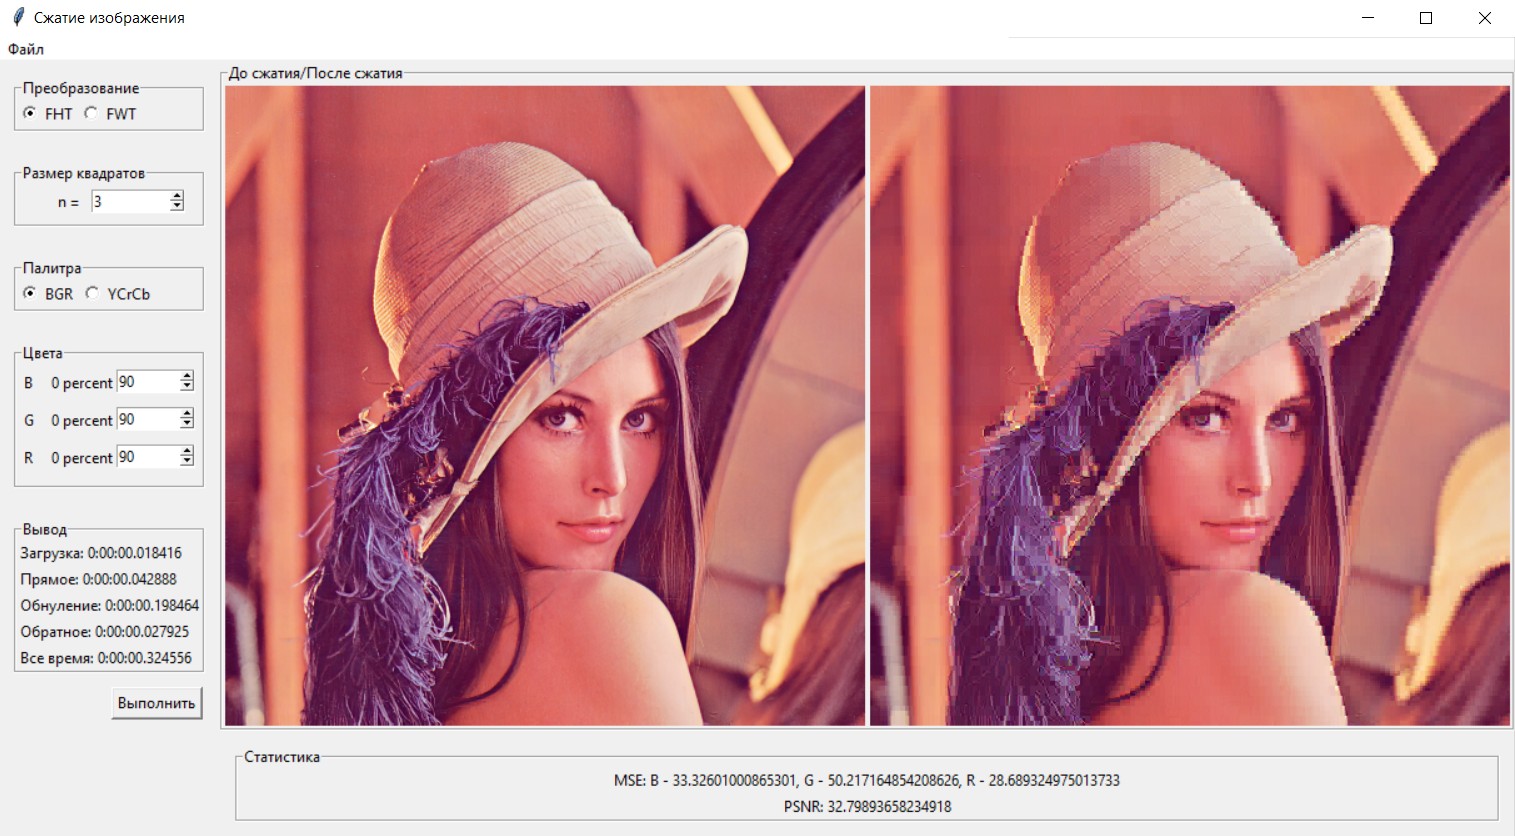 Сжатие изображения
Файл
Преобразование
FHT FWT
Размер квадратов
n = 3
Палитра
BGR YCrCb
Цвета
B 0 percent 90
G 0 percent 90
R 0 percent 90
Вывод
Загрузка: 0:00:00.018416
Прямое: 0:00:00.042888
Обнуление: 0:00:00.198464
Обратное: 0:00:00.027925
Все время: 0:00:00.324556
Выполнить
До сжатия/После сжатия
Статистика
MSE: B - 33.32601000865301, G - 50.217164854208626, R - 28.689324975013733
PSNR: 32.79893658234918